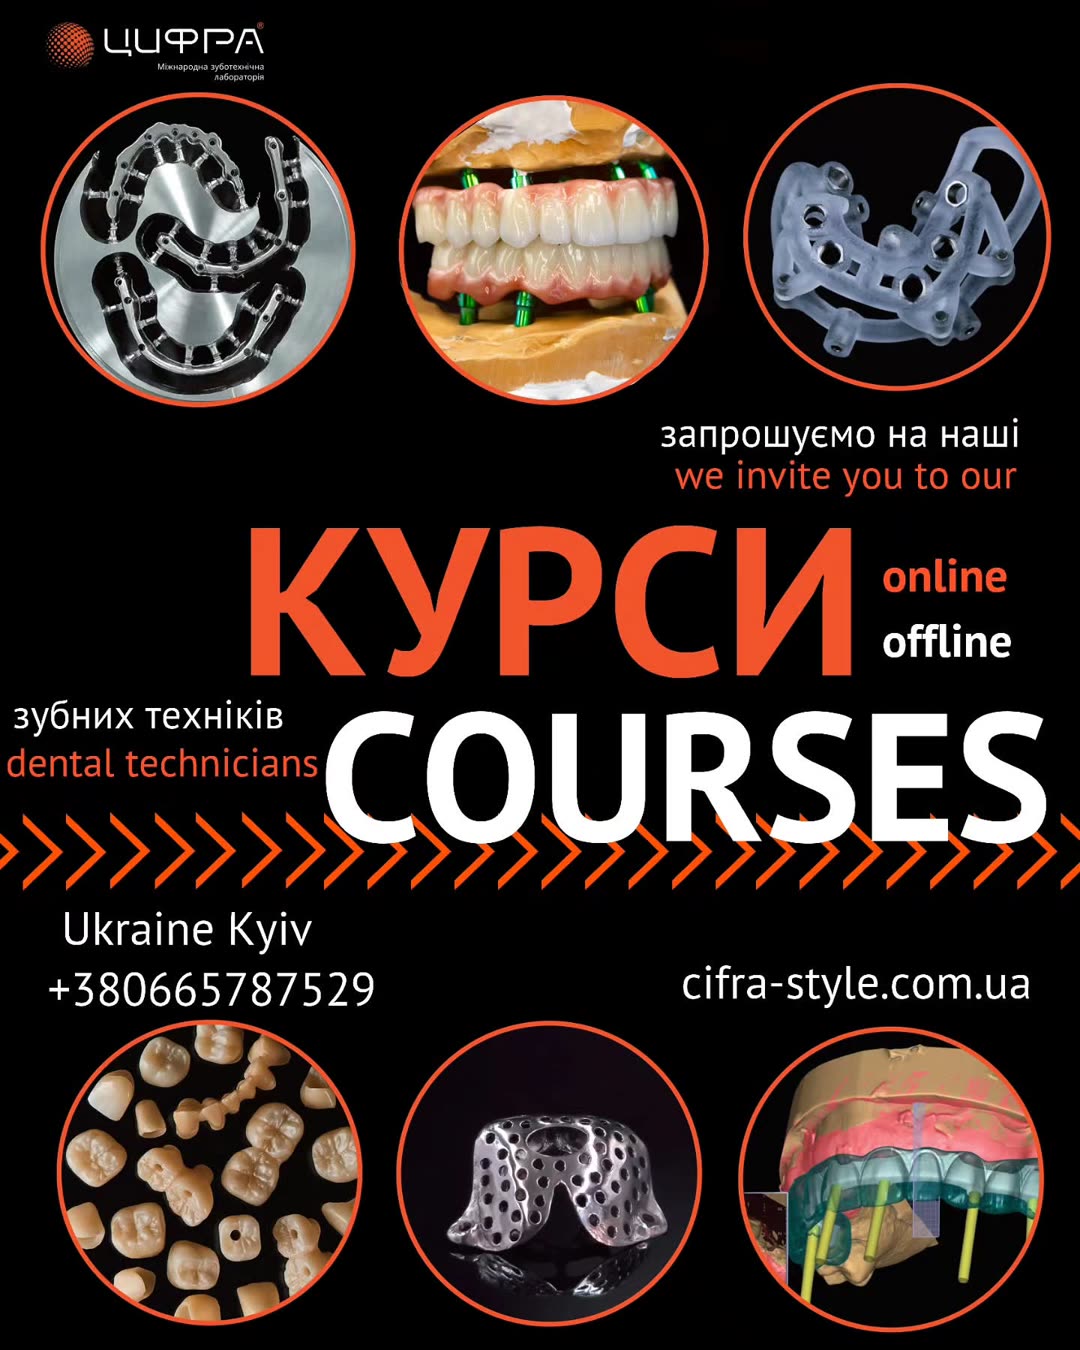 ЦИФРА®
Міжнародна зуботехнічна
лабораторія
запрошуємо на наші
we invite you to our
КУРСИ
online
offline
зубних техніків
dental technicians
COURSES
Ukraine Kyiv
+380665787529
cifra-style.com.ua